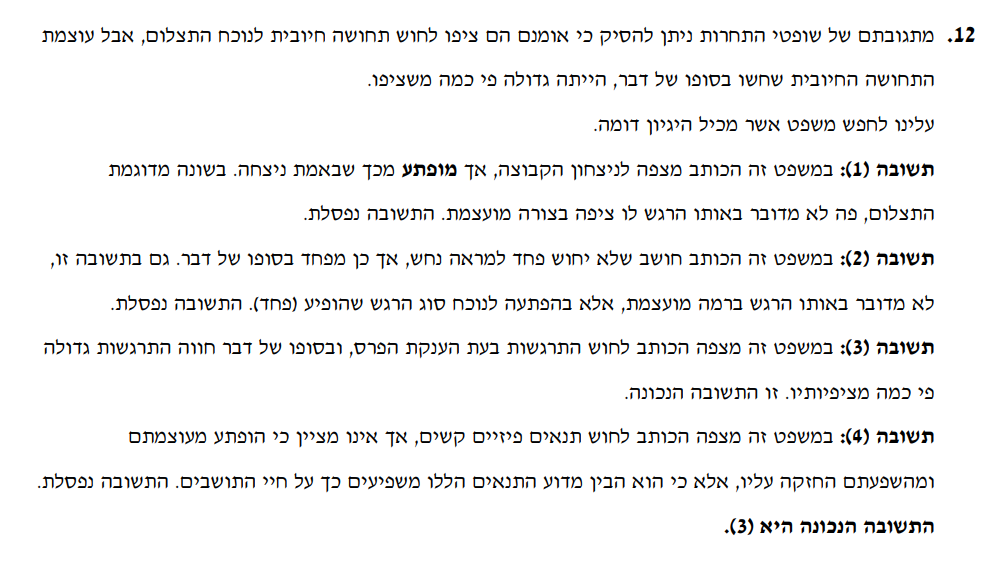 12. מתגובתם של שופטי התחרות ניתן להסיק כי אומנם הם ציפו לחוש תחושה חיובית לנוכח התצלום, אבל עוצמת
התחושה החיובית שחשו בסופו של דבר, הייתה גדולה פי כמה משציפו.
עלינו לחפש משפט אשר מכיל היגיון דומה.
תשובה (1): במשפט זה הכותב מצפה לניצחון הקבוצה, אך מופתע מכך שבאמת ניצחה. בשונה מדוגמת
התצלום, פה לא מדובר באותו הרגש לו ציפה בצורה מועצמת. התשובה נפסלת.
תשובה (2): במשפט זה הכותב חושב שלא יחוש פחד למראה נחש, אך כן מפחד בסופו של דבר. גם בתשובה זו,
לא מדובר באותו הרגש ברמה מועצמת, אלא בהפתעה לנוכח סוג הרגש שהופיע (פחד). התשובה נפסלת.
תשובה (3): במשפט זה מצפה הכותב לחוש התרגשות בעת הענקת הפרס, ובסופו של דבר חווה התרגשות גדולה
פי כמה מציפיותיו. זו התשובה הנכונה.
תשובה (4): במשפט זה מצפה הכותב לחוש תנאים פיזיים קשים, אך אינו מציין כי הופתע מעוצמתם
ומהשפעתם החזקה עליו, אלא כי הוא הבין מדוע התנאים הללו משפיעים כך על חיי התושבים. התשובה נפסלת.
התשובה הנכונה היא (3).